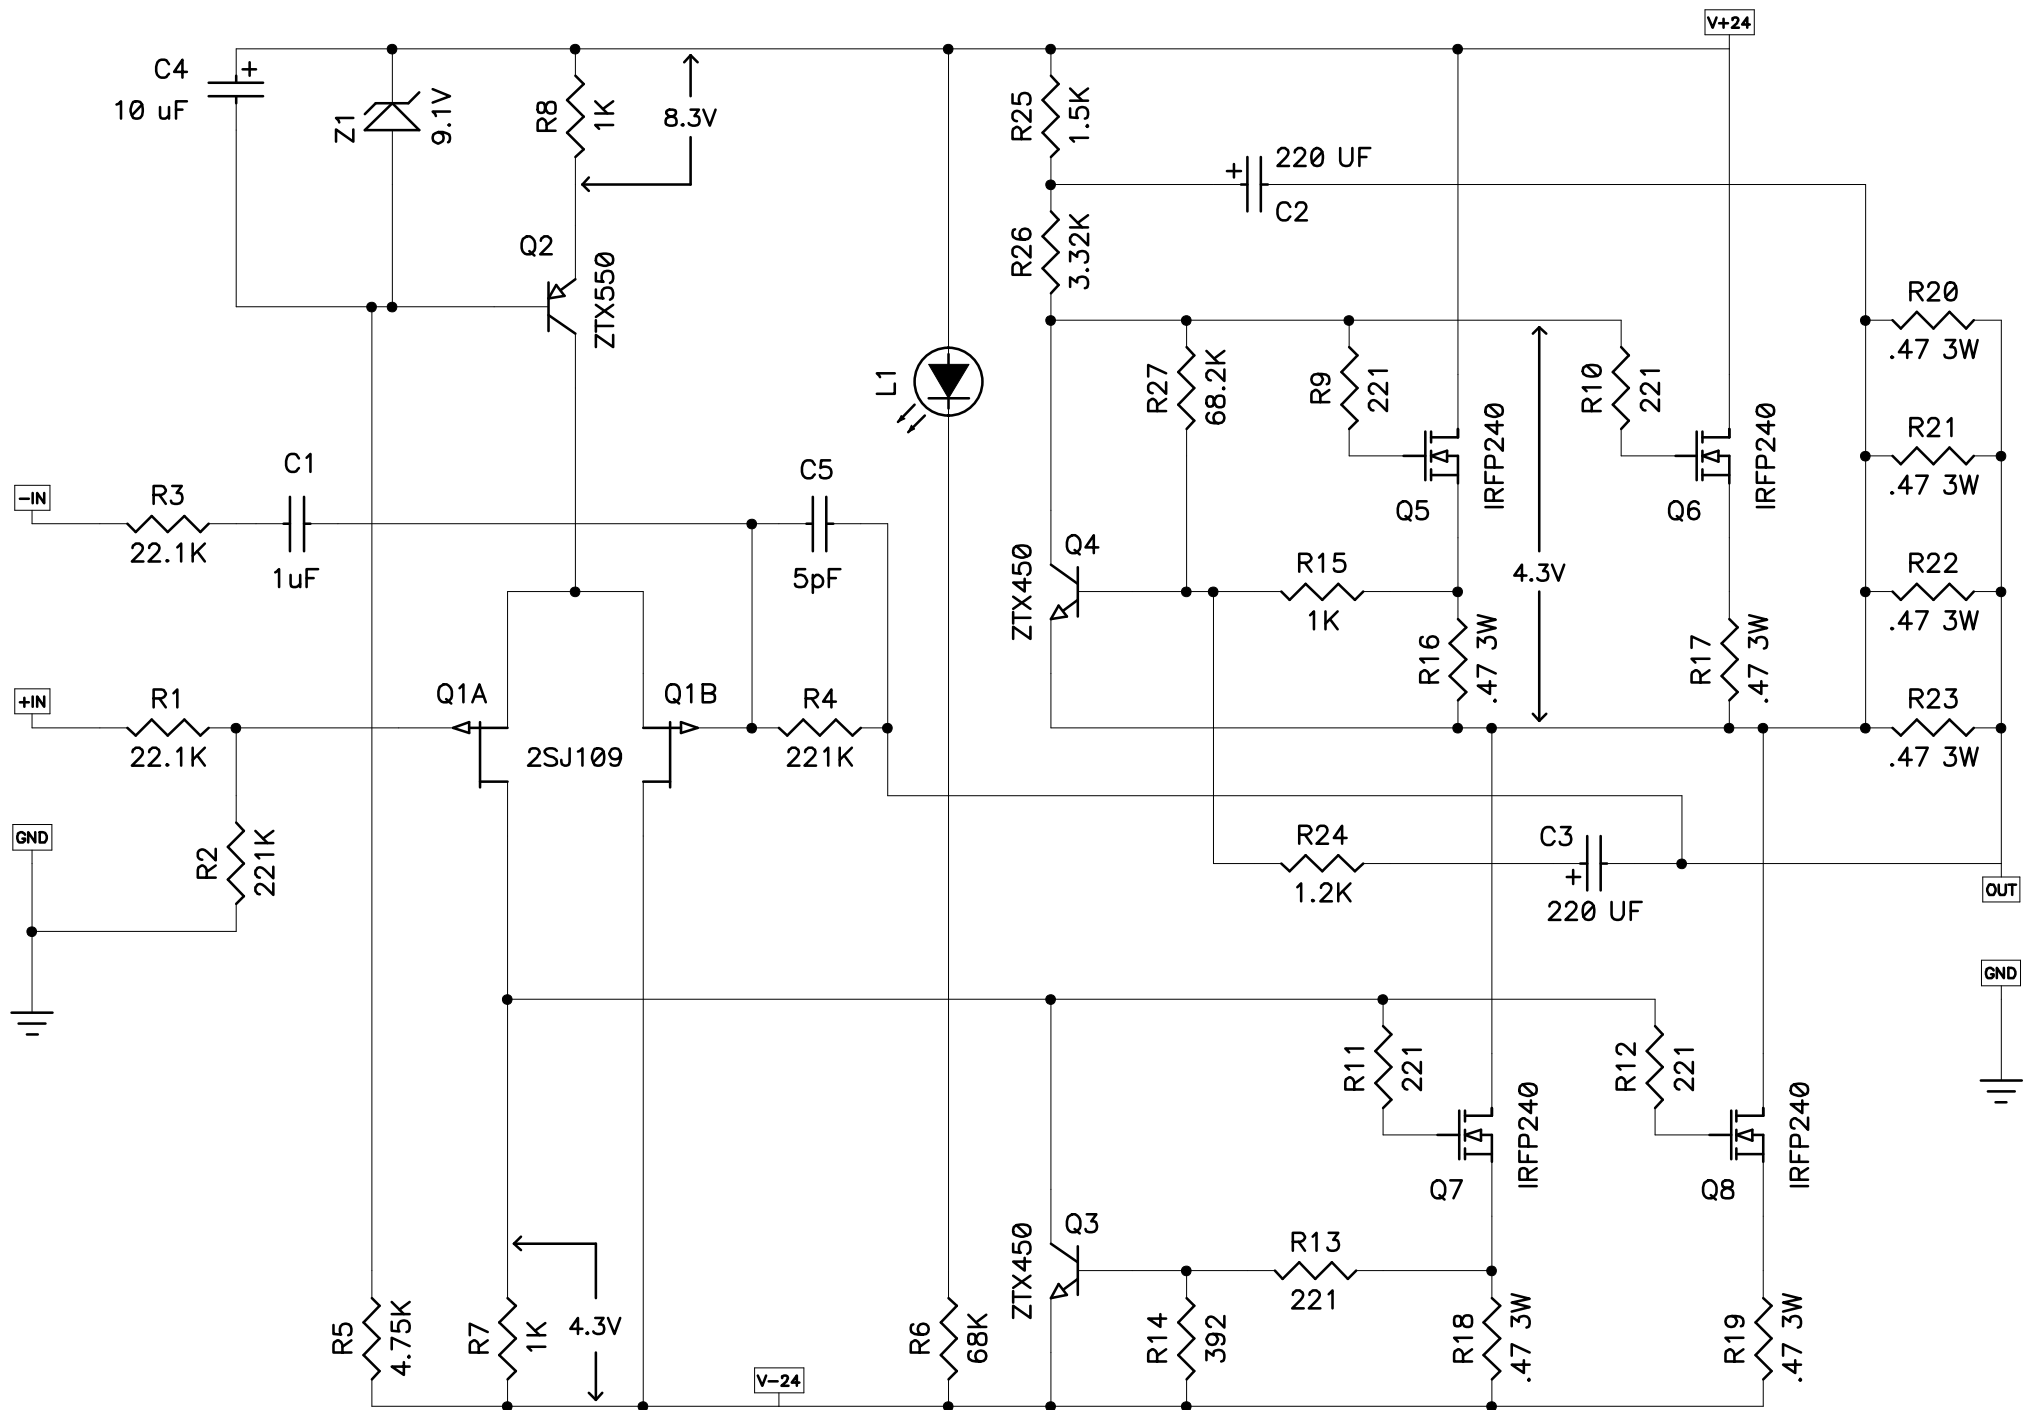 V+24
C4
+
10 uF
Z1
9.1V
R8
1K
8.3V
R25
1.5K
+
220 UF
C2
R26
3.32K
Q2
ZTX550
R20
.47 3W
L1
R27
68.2K
R9
221
IRFP240
Q5
R10
221
IRFP240
Q6
R21
.47 3W
-IN
R3
22.1K
C1
1uF
C5
5pF
ZTX450
Q4
R15
1K
4.3V
R22
.47 3W
R16
.47 3W
R17
.47 3W
+IN
R1
22.1K
Q1A
2SJ109
Q1B
R4
221K
R23
.47 3W
GND
R2
221K
R24
1.2K
C3
+
220 UF
OUT
GND
R11
221
IRFP240
Q7
R12
221
IRFP240
Q8
ZTX450
Q3
R13
221
R5
4.75K
R7
1K
4.3V
V-24
R6
68K
R14
392
R18
.47 3W
R19
.47 3W